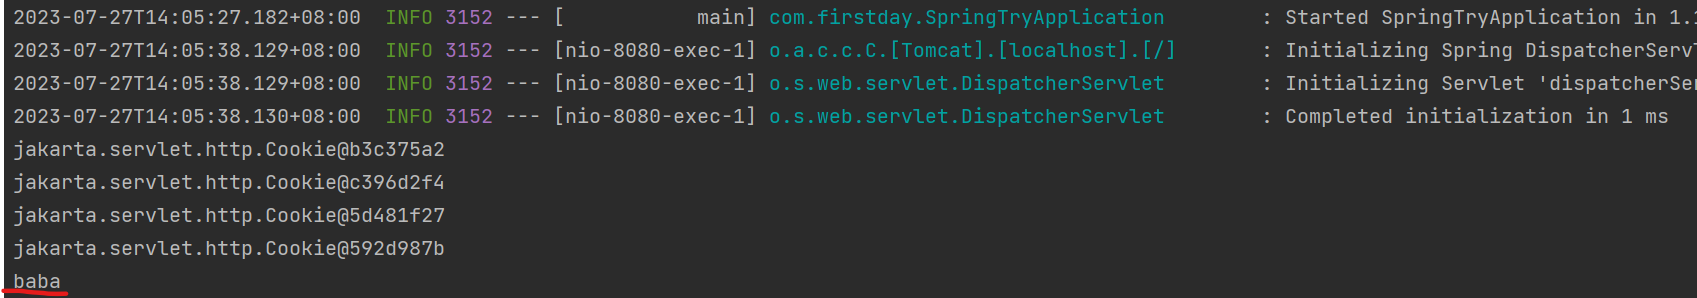 2023-07-27T14:05:27.182+08:00  INFO 3152 --- [           main] com.firstday.SpringTryApplication        : Started SpringTryApplication in 1.
2023-07-27T14:05:38.129+08:00  INFO 3152 --- [nio-8080-exec-1] o.a.c.c.C.[Tomcat].[localhost].[/]       : Initializing Spring DispatcherServ
2023-07-27T14:05:38.129+08:00  INFO 3152 --- [nio-8080-exec-1] o.s.web.servlet.DispatcherServlet        : Initializing Servlet 'dispatcherSe
2023-07-27T14:05:38.130+08:00  INFO 3152 --- [nio-8080-exec-1] o.s.web.servlet.DispatcherServlet        : Completed initialization in 1 ms
jakarta.servlet.http.Cookie@b3c375a2
jakarta.servlet.http.Cookie@c396d2f4
jakarta.servlet.http.Cookie@5d481f27
jakarta.servlet.http.Cookie@592d987b
baba